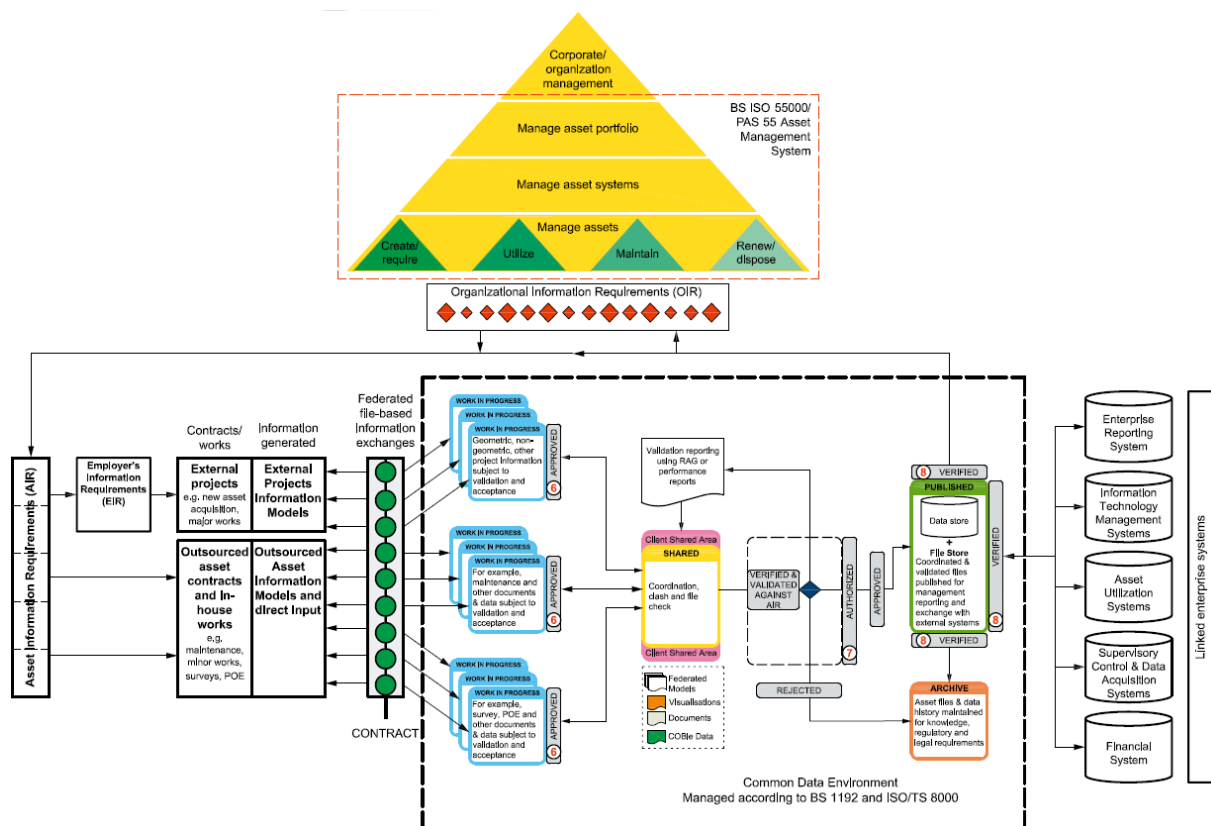 Corporate/
organization
management
BS ISO 55000/
PAS 55 Asset
Management
System
Manage asset portfolio
Manage asset systems
Manage assets
Create/
require
Utilize
Maintain
Renew/
dispose
Organizational Information Requirements (OIR)
Asset Information Requirements (AIR)
Employer's
Information
Requirements
(EIR)
Contracts/
works
Information
generated
Federated
file-based
information
exchanges
External
projects
e.g. new asset
acquisition,
major works
External
Projects
Information
Models
Outsourced
asset
contracts
and In-
house
works
e.g.
maintenance,
minor works,
surveys, POE
Outsourced
Asset
Information
Models and
direct Input
CONTRACT
WORK IN PROGRESS
WORK IN PROGRESS
WORK IN PROGRESS
Geometric, non-
geometric, other
project information
subject to
validation and
acceptance
APPROVED
6
WORK IN PROGRESS
WORK IN PROGRESS
WORK IN PROGRESS
For example,
maintenance and
other documents
& data subject to
validation and
acceptance
APPROVED
6
WORK IN PROGRESS
WORK IN PROGRESS
WORK IN PROGRESS
For example,
survey, POE and
other documents
& data subject to
validation and
acceptance
APPROVED
6
Validation reporting
using RAG or
performance
reports
Client Shared Area
SHARED
Coordination,
clash and file
check
Client Shared Area
Federated
Models
Visualisations
Documents
COBie Data
VERIFIED &
VALIDATED
AGAINST
AIR
AUTHORIZED
7
APPROVED
REJECTED
8 VERIFIED
PUBLISHED
Data store
+
File Store
Coordinated &
validated files
published for
management
reporting and
exchange with
external systems
VERIFIED
8
8 VERIFIED
ARCHIVE
Asset files & data
history maintained
for knowledge,
regulatory and
legal requirements
Common Data Environment
Managed according to BS 1192 and ISO/TS 8000
Enterprise
Reporting
System
Information
Technology
Management
Systems
Asset
Utilization
Systems
Supervisory
Control & Data
Acquisition
Systems
Financial
System
Linked enterprise systems